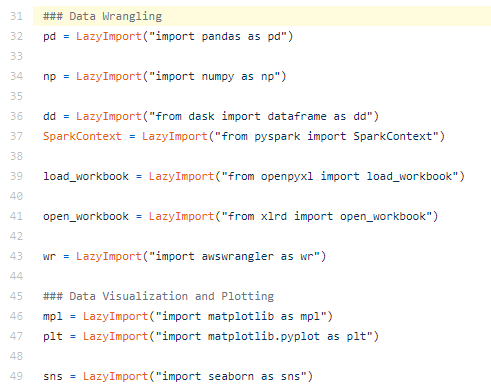 31 ### Data Wrangling
32 pd = LazyImport("import pandas as pd")
33
34 np = LazyImport("import numpy as np")
35
36 dd = LazyImport("from dask import dataframe as dd")
37 SparkContext = LazyImport("from pyspark import SparkContext")
38
39 load_workbook = LazyImport("from openpyxl import load_workbook")
40
41 open_workbook = LazyImport("from xlrd import open_workbook")
42
43 wr = LazyImport("import awswrangler as wr")
44
45 ### Data Visualization and Plotting
46 mpl = LazyImport("import matplotlib as mpl")
47 plt = LazyImport("import matplotlib.pyplot as plt")
48
49 sns = LazyImport("import seaborn as sns")